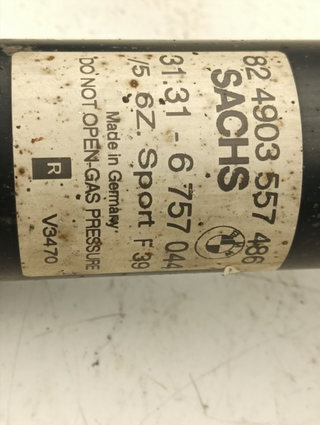 82 4903 557 486
SACHS
31.31 - 6 757 044
/5. 6Z. Sport F39
Made in Germany
DO NOT OPEN-GAS PRESSURE
R V3470